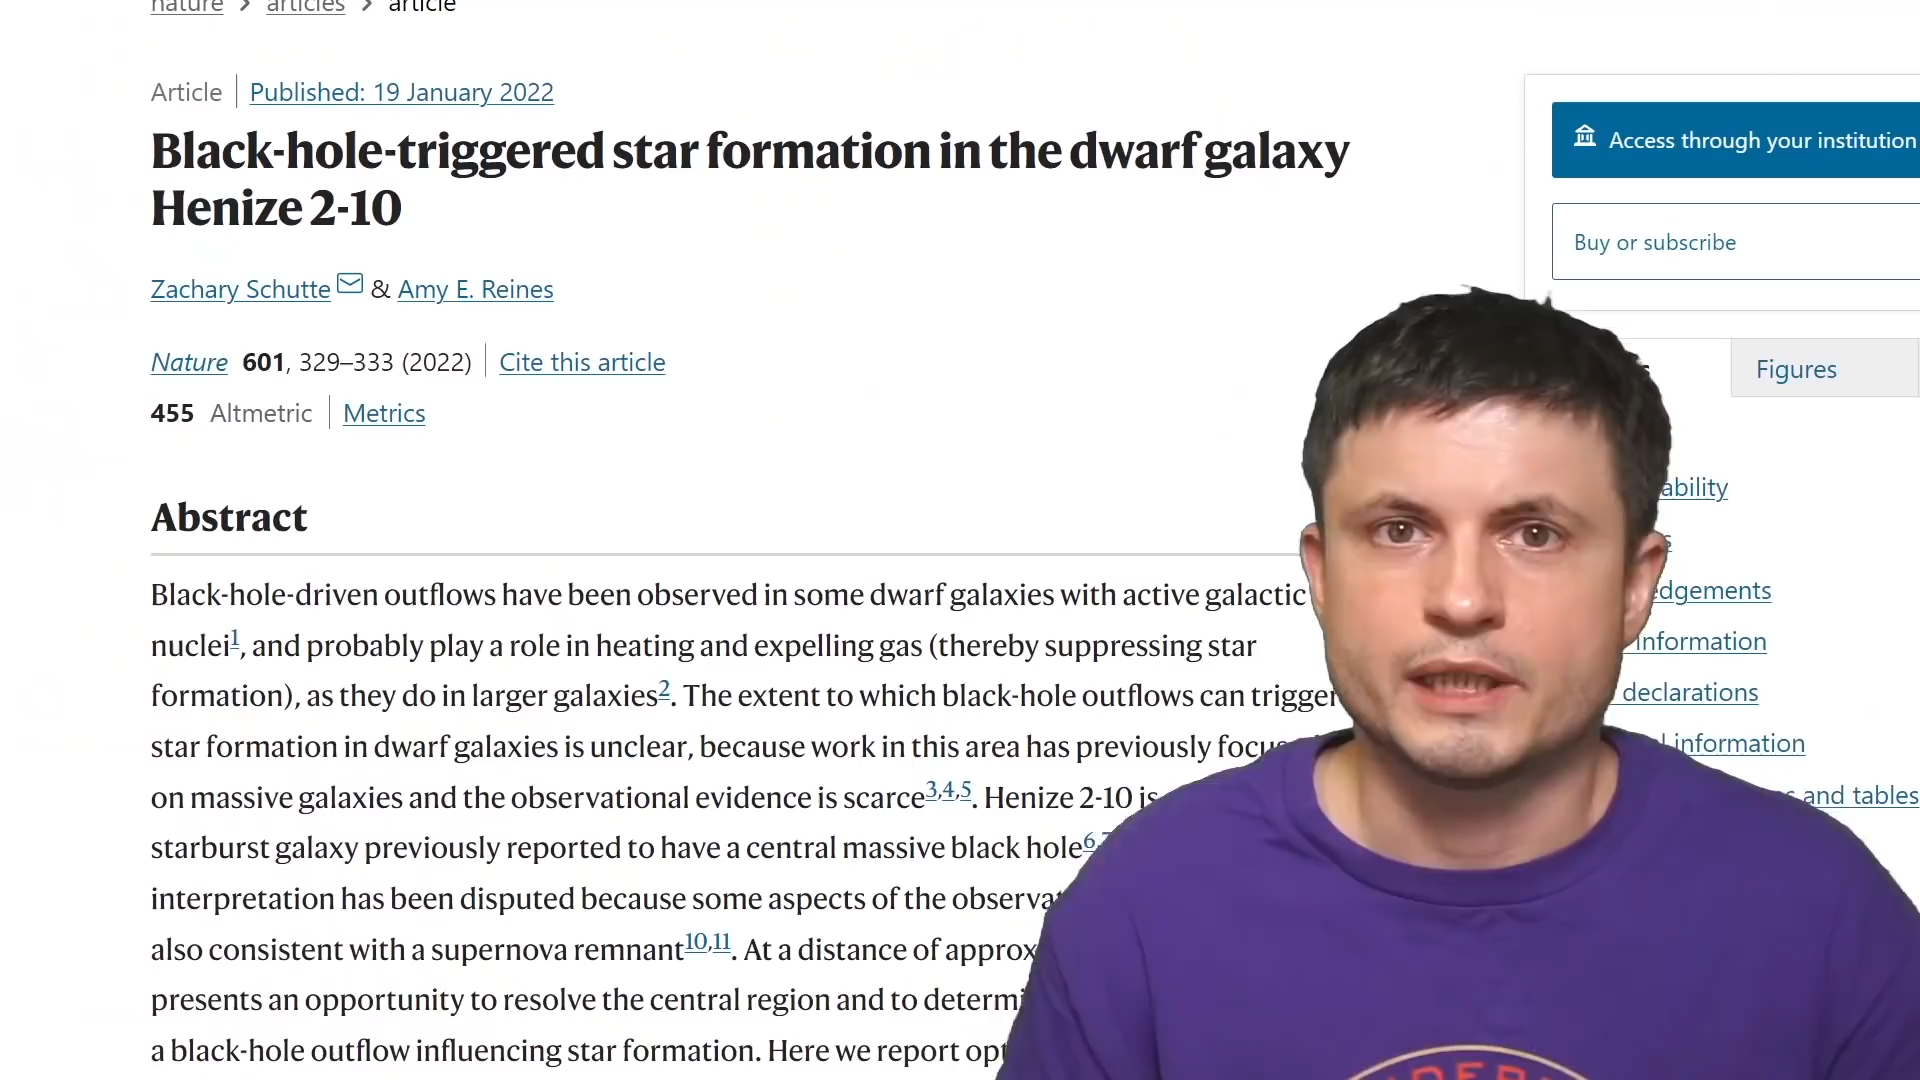 nature > articles > article
Article | Published: 19 January 2022
Black-hole-triggered star formation in the dwarf galaxy
Henize 2-10
Zachary Schutte & Amy E. Reines
Nature 601, 329–333 (2022) | Cite this article
455 Altmetric | Metrics
Abstract
Black-hole-driven outflows have been observed in some dwarf galaxies with active galactic
nuclei1, and probably play a role in heating and expelling gas (thereby suppressing star
formation), as they do in larger galaxies2. The extent to which black-hole outflows can trigger
star formation in dwarf galaxies is unclear, because work in this area has previously
on massive galaxies and the observational evidence is scarce3,4,5. Henize 2-10 is
starburst galaxy previously reported to have a central massive black hole6,
interpretation has been disputed because some aspects of the
also consistent with a supernova remnant10,11. At a distance of
presents an opportunity to resolve the central region and to
a black-hole outflow influencing star formation. Here we report
Access through your institution
Buy or subscribe
Figures
ability
edgements
information
declarations
l information
s and tables